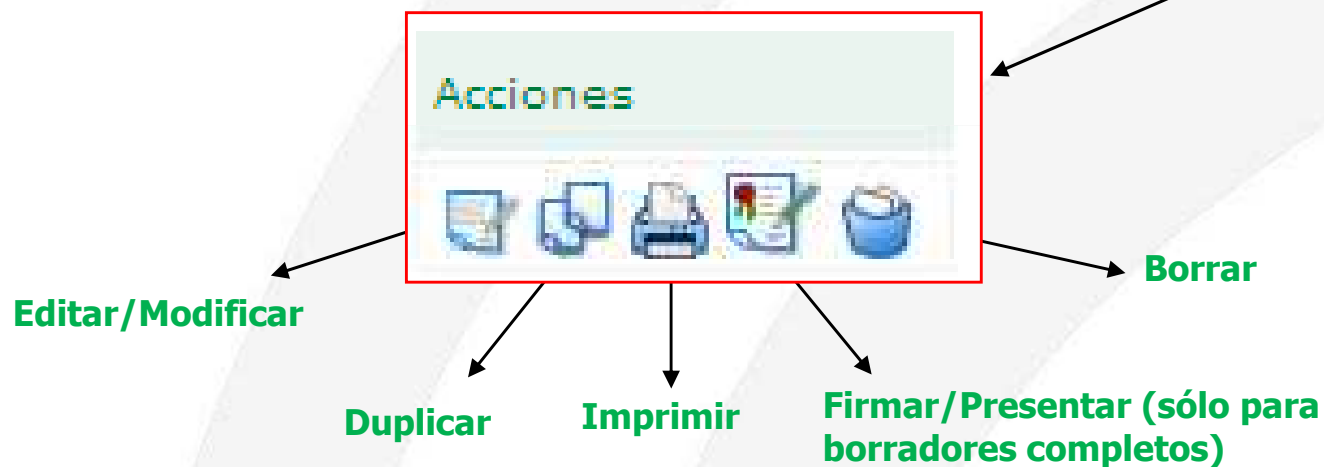 Acciones
Borrar
Editar/Modificar
Duplicar
Imprimir
Firmar/Presentar (sólo para
borradores completos)